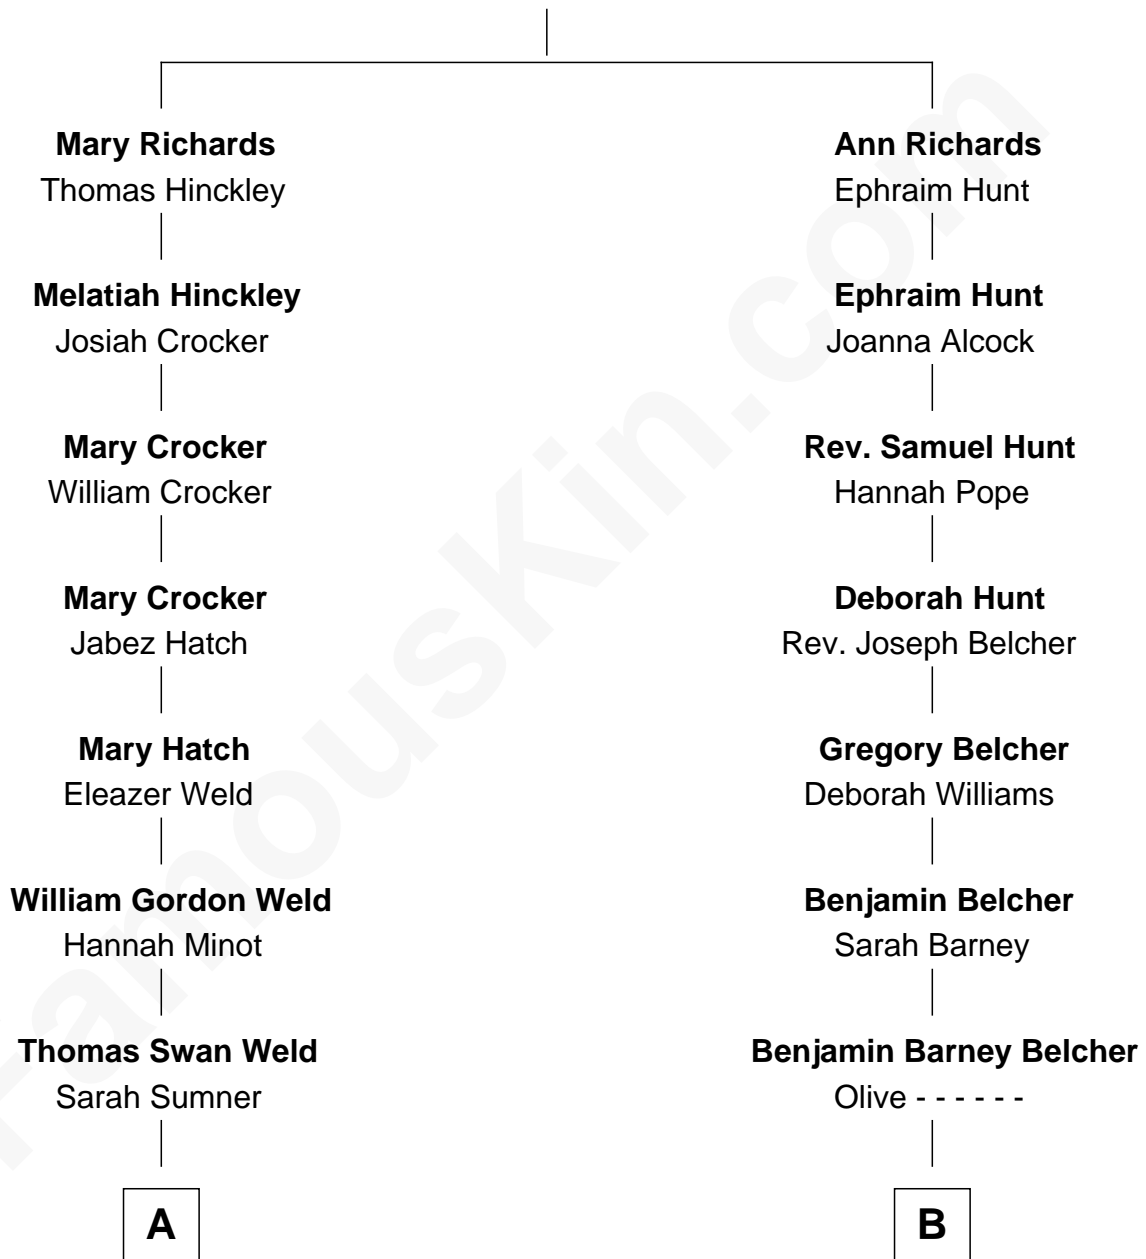 Mary Richards
Thomas Hinckley
Ann Richards
Ephraim Hunt
Melatiah Hinckley
Josiah Crocker
Ephraim Hunt
Joanna Alcock
Mary Crocker
William Crocker
Rev. Samuel Hunt
Hannah Pope
Mary Crocker
Jabez Hatch
Deborah Hunt
Rev. Joseph Belcher
Mary Hatch
Eleazer Weld
Gregory Belcher
Deborah Williams
William Gordon Weld
Hannah Minot
Benjamin Belcher
Sarah Barney
Thomas Swan Weld
Sarah Sumner
Benjamin Barney Belcher
Olive - - - - - -
A
B
FamousKin.com